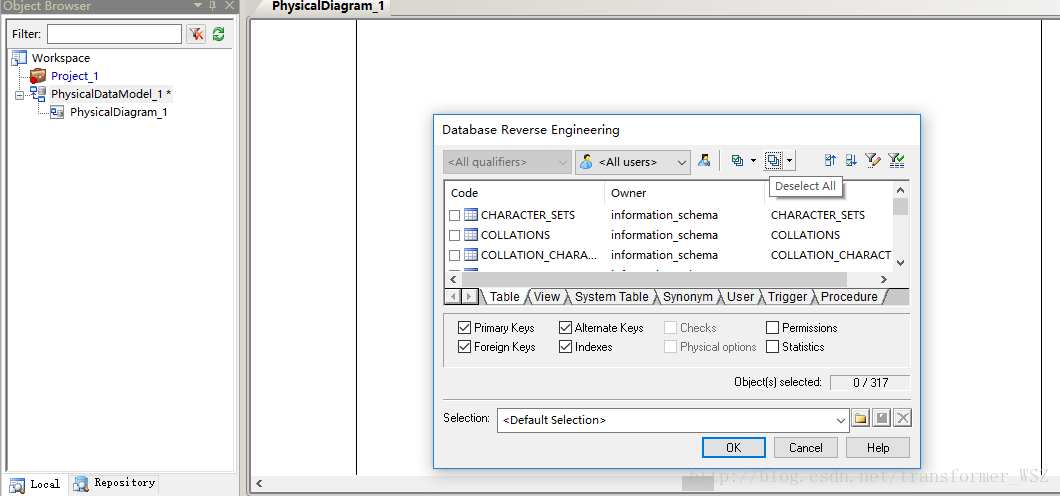 Object Browser
PhysicalDiagram_1
Filter:
Workspace
Project_1
PhysicalDataModel_1 *
PhysicalDiagram_1
Database Reverse Engineering
<All qualifiers>
<All users>
Deselect All
Code Owner
CHARACTER_SETS information_schema CHARACTER_SETS
COLLATIONS information_schema COLLATIONS
COLLATION_CHARA... information_schema COLLATION_CHARACT
Table View System Table Synonym User Trigger Procedure
Primary Keys Alternate Keys Checks Permissions
Foreign Keys Indexes Physical options Statistics
Object(s) selected: 0 / 317
Selection: <Default Selection>
OK Cancel Help
Local Repository
http://blog.csdn.net/transformer_WSZ